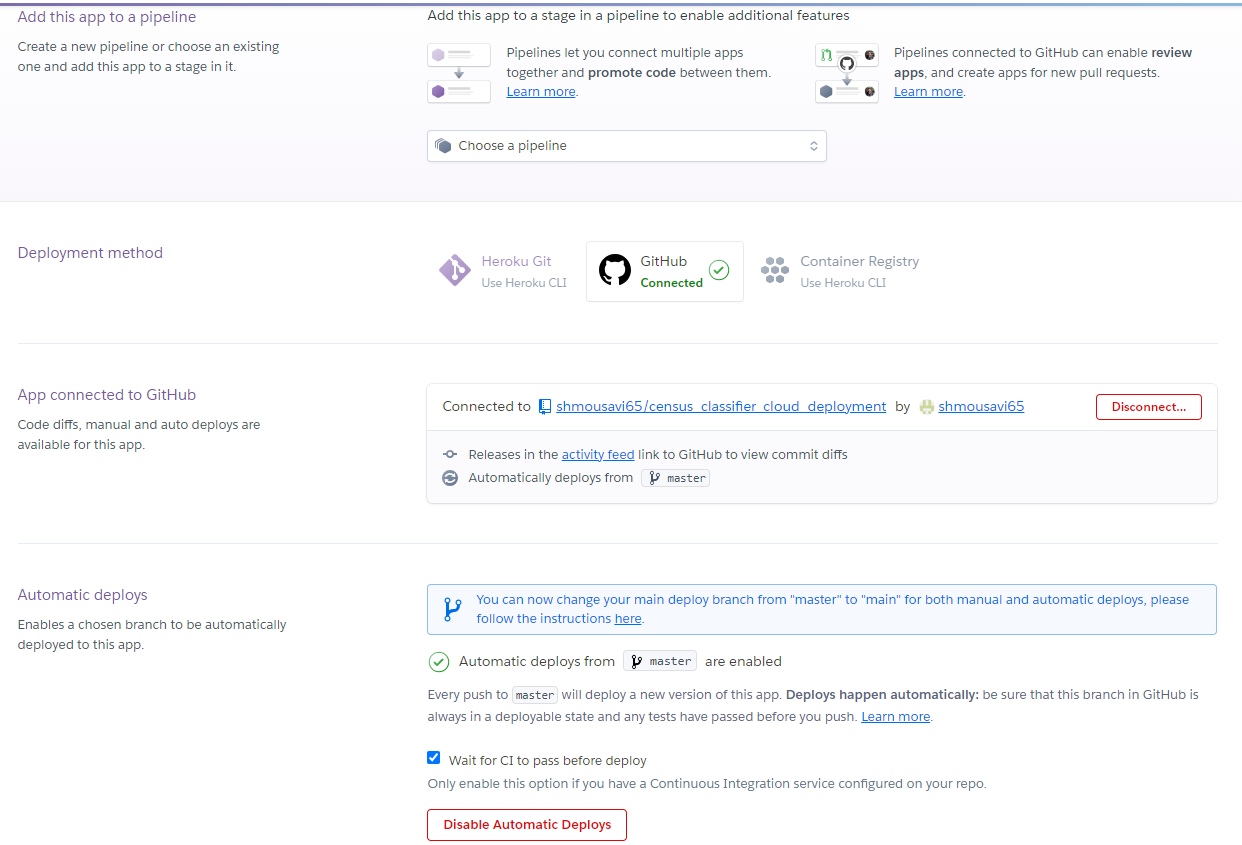 Add this app to a pipeline
Create a new pipeline or choose an existing
one and add this app to a stage in it.
Add this app to a stage in a pipeline to enable additional features
Pipelines let you connect multiple apps
together and promote code between them.
Learn more.
Pipelines connected to GitHub can enable review
apps, and create apps for new pull requests.
Learn more.
Choose a pipeline
Deployment method
Heroku Git
Use Heroku CLI
GitHub
Connected
Container Registry
Use Heroku CLI
App connected to GitHub
Code diffs, manual and auto deploys are
available for this app.
Connected to shmousavi65/census_classifier_cloud_deployment by shmousavi65
Disconnect...
Releases in the activity feed link to GitHub to view commit diffs
Automatically deploys from master
Automatic deploys
Enables a chosen branch to be automatically
deployed to this app.
You can now change your main deploy branch from "master" to "main" for both manual and automatic deploys, please
follow the instructions here.
Automatic deploys from master are enabled
Every push to master will deploy a new version of this app. Deploys happen automatically: be sure that this branch in GitHub is
always in a deployable state and any tests have passed before you push. Learn more.
Wait for CI to pass before deploy
Only enable this option if you have a Continuous Integration service configured on your repo.
Disable Automatic Deploys